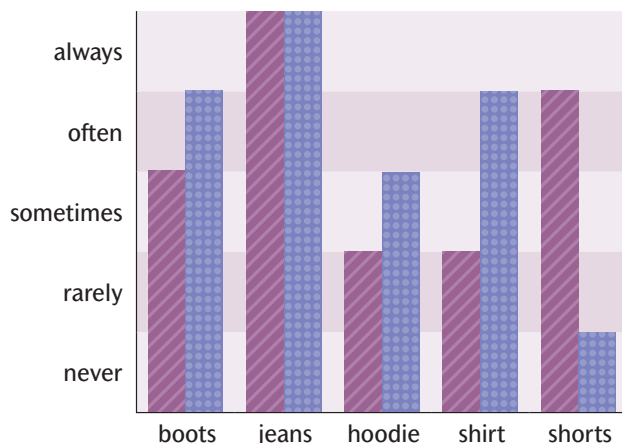 always
often
sometimes
rarely
never
boots jeans hoodie shirt shorts